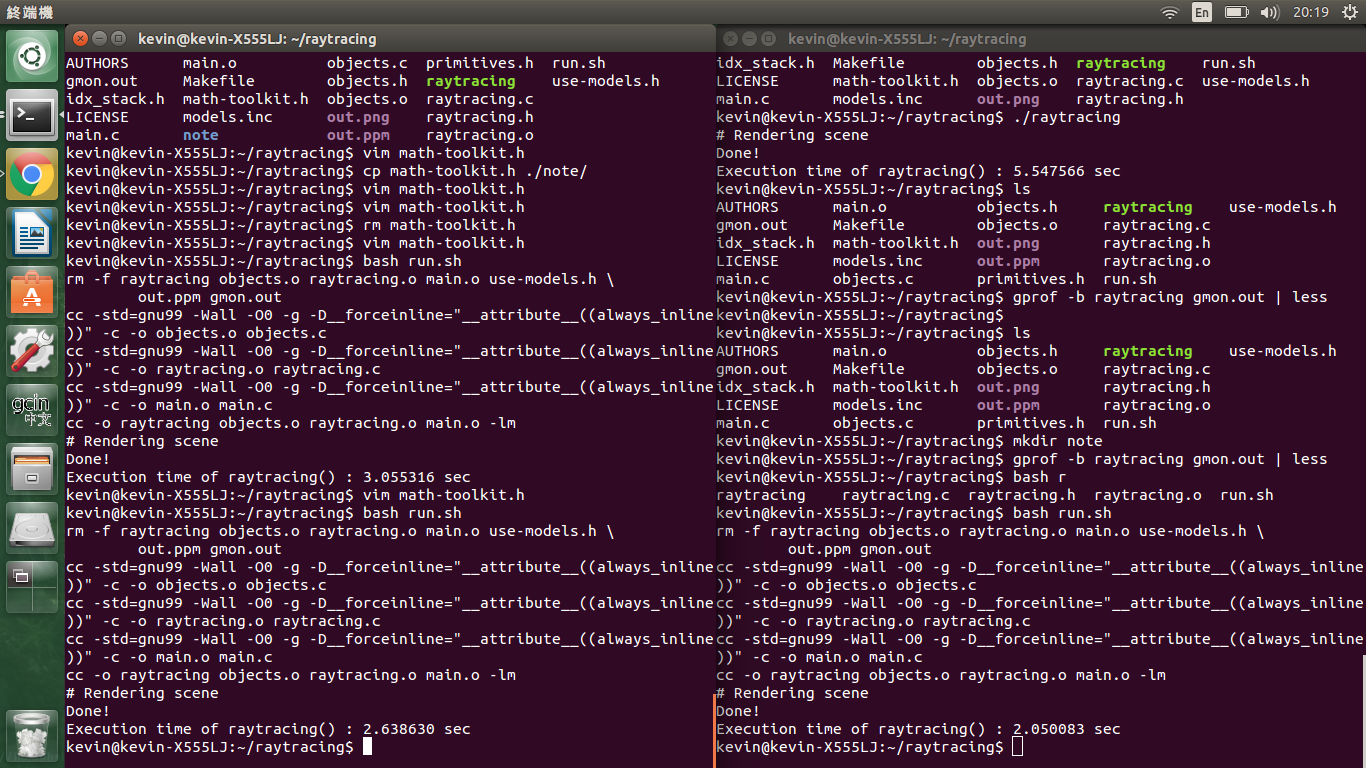 終端機
En
20:19
kevin@kevin-X555LJ: ~/raytracing
AUTHORS main.o objects.c primitives.h run.sh
gmon.out Makefile objects.h raytracing use-models.h
idx_stack.h math-toolkit.h objects.o raytracing.c
LICENSE models.inc out.png raytracing.h
main.c note out.ppm raytracing.o
kevin@kevin-X555LJ:~/raytracing$ vim math-toolkit.h
kevin@kevin-X555LJ:~/raytracing$ cp math-toolkit.h ./note/
kevin@kevin-X555LJ:~/raytracing$ vim math-toolkit.h
kevin@kevin-X555LJ:~/raytracing$ vim math-toolkit.h
kevin@kevin-X555LJ:~/raytracing$ rm math-toolkit.h
kevin@kevin-X555LJ:~/raytracing$ vim math-toolkit.h
kevin@kevin-X555LJ:~/raytracing$ bash run.sh
rm -f raytracing objects.o raytracing.o main.o use-models.h \
out.ppm gmon.out
cc -std=gnu99 -Wall -O0 -g -D__forceinline="__attribute__((always_inline
))" -c -o objects.o objects.c
cc -std=gnu99 -Wall -O0 -g -D__forceinline="__attribute__((always_inline
))" -c -o raytracing.o raytracing.c
cc -std=gnu99 -Wall -O0 -g -D__forceinline="__attribute__((always_inline
))" -c -o main.o main.c
cc -o raytracing objects.o raytracing.o main.o -lm
# Rendering scene
Done!
Execution time of raytracing() : 3.055316 sec
kevin@kevin-X555LJ:~/raytracing$ vim math-toolkit.h
kevin@kevin-X555LJ:~/raytracing$ bash run.sh
rm -f raytracing objects.o raytracing.o main.o use-models.h \
out.ppm gmon.out
cc -std=gnu99 -Wall -O0 -g -D__forceinline="__attribute__((always_inline
))" -c -o objects.o objects.c
cc -std=gnu99 -Wall -O0 -g -D__forceinline="__attribute__((always_inline
))" -c -o raytracing.o raytracing.c
cc -std=gnu99 -Wall -O0 -g -D__forceinline="__attribute__((always_inline
))" -c -o main.o main.c
cc -o raytracing objects.o raytracing.o main.o -lm
# Rendering scene
Done!
Execution time of raytracing() : 2.638630 sec
kevin@kevin-X555LJ:~/raytracing$
kevin@kevin-X555LJ: ~/raytracing
idx_stack.h Makefile objects.h raytracing run.sh
LICENSE math-toolkit.h objects.o raytracing.c use-models.h
main.c models.inc out.png raytracing.h
kevin@kevin-X555LJ:~/raytracing$ ./raytracing
# Rendering scene
Done!
Execution time of raytracing() : 5.547566 sec
kevin@kevin-X555LJ:~/raytracing$ ls
AUTHORS main.o objects.h raytracing use-models.h
gmon.out Makefile objects.o raytracing.c
idx_stack.h math-toolkit.h out.png raytracing.h
LICENSE models.inc out.ppm raytracing.o
main.c objects.c primitives.h run.sh
kevin@kevin-X555LJ:~/raytracing$ gprof -b raytracing gmon.out | less
kevin@kevin-X555LJ:~/raytracing$
kevin@kevin-X555LJ:~/raytracing$ ls
AUTHORS main.o objects.h raytracing use-models.h
gmon.out Makefile objects.o raytracing.c
idx_stack.h math-toolkit.h out.png raytracing.h
LICENSE models.inc out.ppm raytracing.o
main.c objects.c primitives.h run.sh
kevin@kevin-X555LJ:~/raytracing$ mkdir note
kevin@kevin-X555LJ:~/raytracing$ gprof -b raytracing gmon.out | less
kevin@kevin-X555LJ:~/raytracing$ bash r
raytracing raytracing.c raytracing.h raytracing.o run.sh
kevin@kevin-X555LJ:~/raytracing$ bash run.sh
rm -f raytracing objects.o raytracing.o main.o use-models.h \
out.ppm gmon.out
cc -std=gnu99 -Wall -O0 -g -D__forceinline="__attribute__((always_inline
))" -c -o objects.o objects.c
cc -std=gnu99 -Wall -O0 -g -D__forceinline="__attribute__((always_inline
))" -c -o raytracing.o raytracing.c
cc -std=gnu99 -Wall -O0 -g -D__forceinline="__attribute__((always_inline
))" -c -o main.o main.c
cc -o raytracing objects.o raytracing.o main.o -lm
# Rendering scene
Done!
Execution time of raytracing() : 2.050083 sec
kevin@kevin-X555LJ:~/raytracing$
gcin
中文